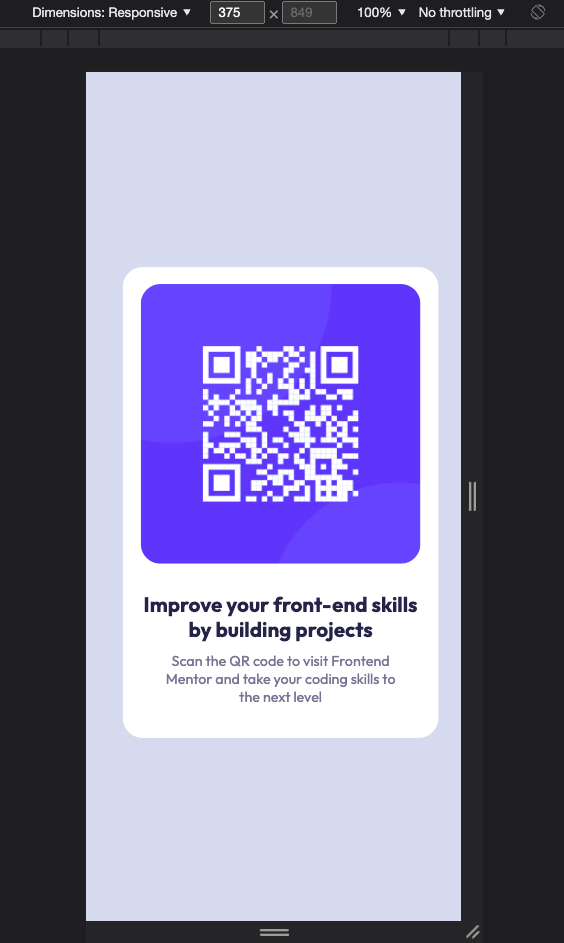 Dimensions: Responsive ▼ 375 × 849 100% ▼ No throttling ▼
Improve your front-end skills
by building projects
Scan the QR code to visit Frontend
Mentor and take your coding skills to
the next level